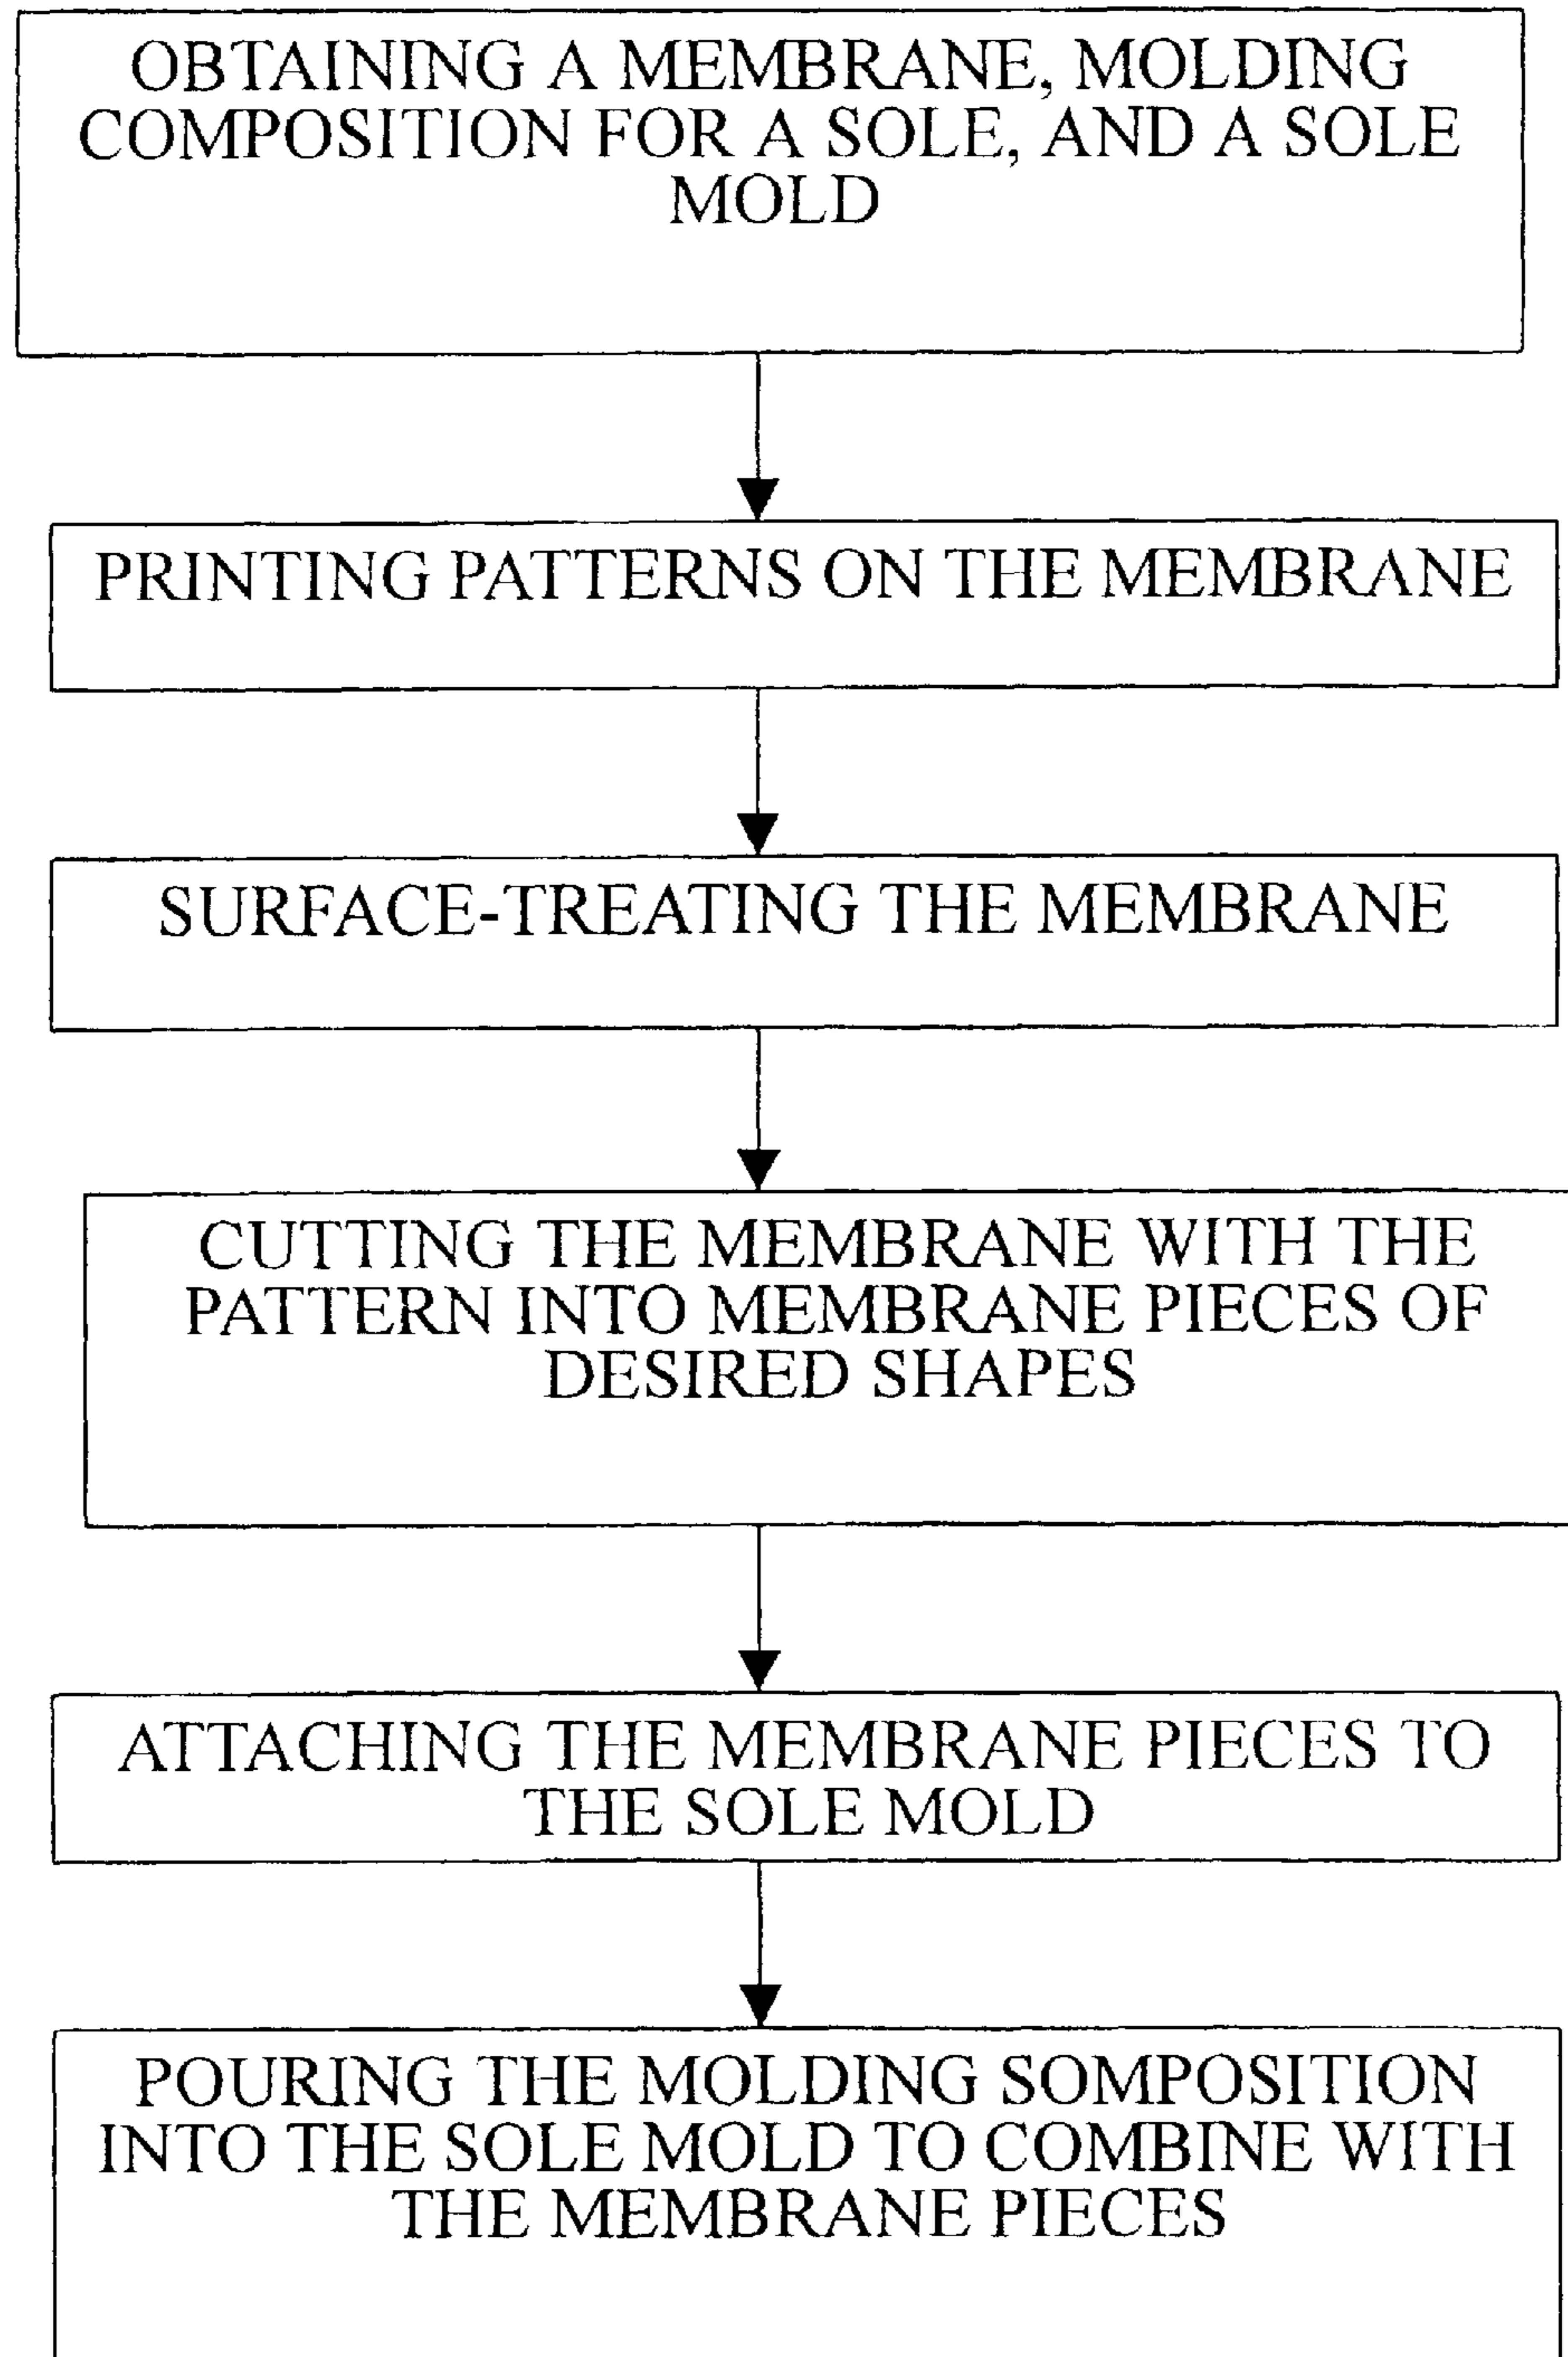 OBTAINING A MEMBRANE, MOLDING
COMPOSITION FOR A SOLE, AND A SOLE
MOLD
PRINTING PATTERNS ON THE MEMBRANE
SURFACE-TREATING THE MEMBRANE
CUTTING THE MEMBRANE WITH THE
PATTERN INTO MEMBRANE PIECES OF
DESIRED SHAPES
ATTACHING THE MEMBRANE PIECES TO
THE SOLE MOLD
POURING THE MOLDING SOMPOSITION
INTO THE SOLE MOLD TO COMBINE WITH
THE MEMBRANE PIECES